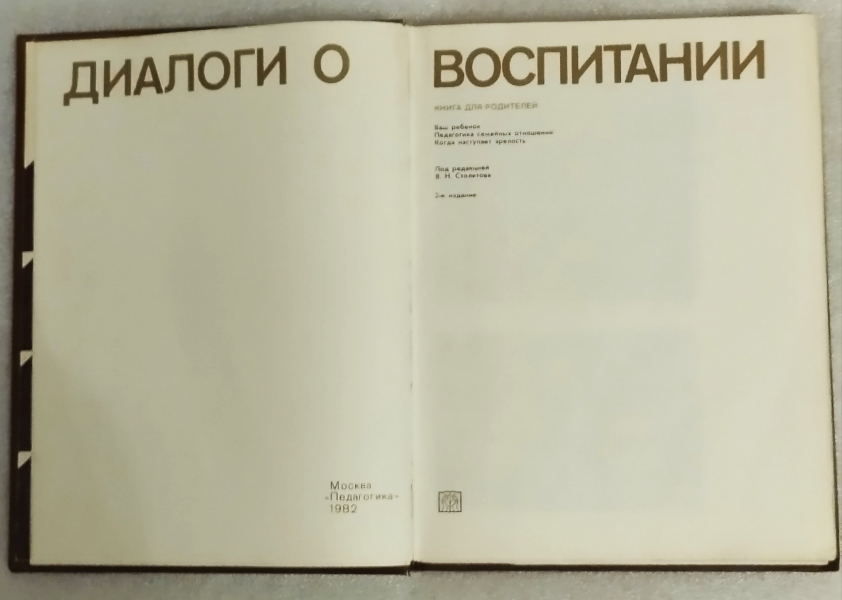 ДИАЛОГИ О ВОСПИТАНИИ
КНИГА ДЛЯ РОДИТЕЛЕЙ
Ваш ребенок
Педагогика семейных отношений
Когда наступает зрелость
Под редакцией
В. Н. Столетова
2-е издание
Москва
«Педагогика»
1982